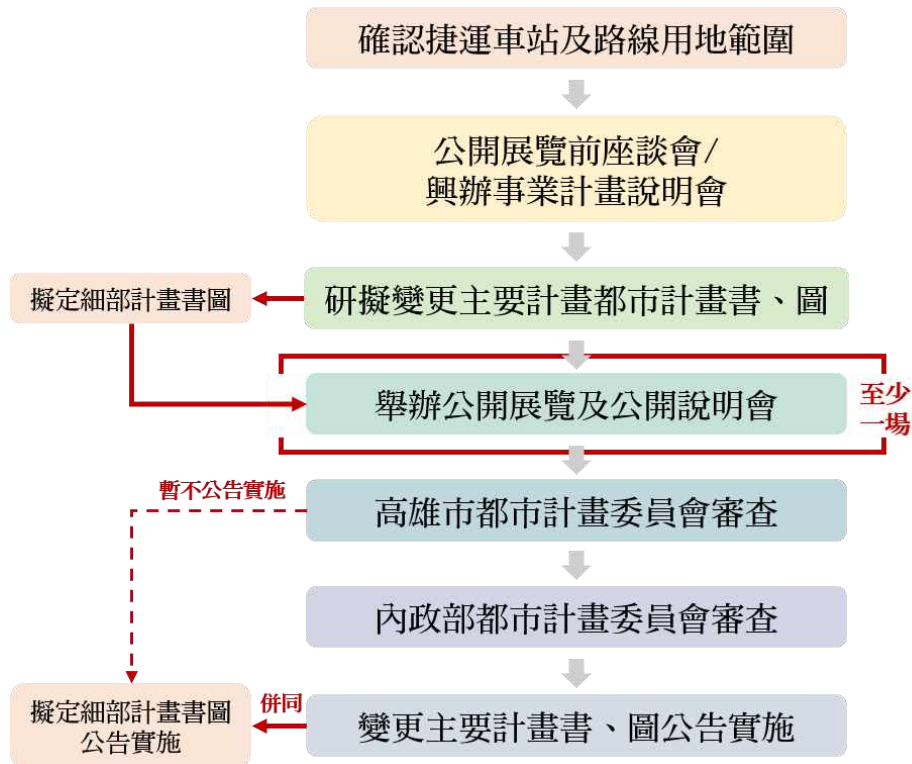 確認捷運車站及路線用地範圍
公開展覽前座談會/
興辦事業計畫說明會
擬定細部計畫書圖
研擬變更主要計畫都市計畫書、圖
舉辦公開展覽及公開說明會
至少
一場
暫不公告實施
高雄市都市計畫委員會審查
內政部都市計畫委員會審查
擬定細部計畫書圖
公告實施
併同
變更主要計畫書、圖公告實施